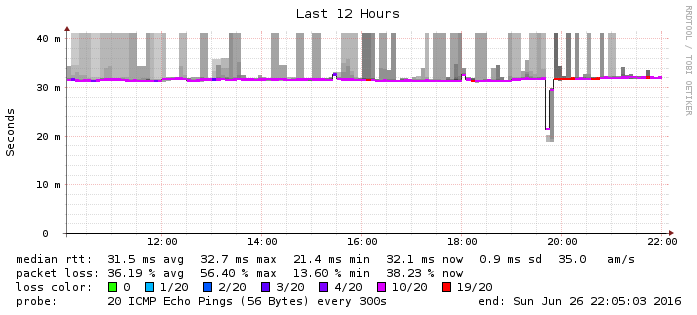 Last 12 Hours
RRDTOOL / TOBI OETIKER
Seconds
40 m
30 m
20 m
10 m
0
12:00 14:00 16:00 18:00 20:00 22:00
median rtt: 31.5 ms avg 32.7 ms max 21.4 ms min 32.1 ms now 0.9 ms sd 35.0 am/s
packet loss: 36.19 % avg 56.40 % max 13.60 % min 38.23 % now
loss color: 0 1/20 2/20 3/20 4/20 10/20 19/20
probe: 20 ICMP Echo Pings (56 Bytes) every 300s end: Sun Jun 26 22:05:03 2016